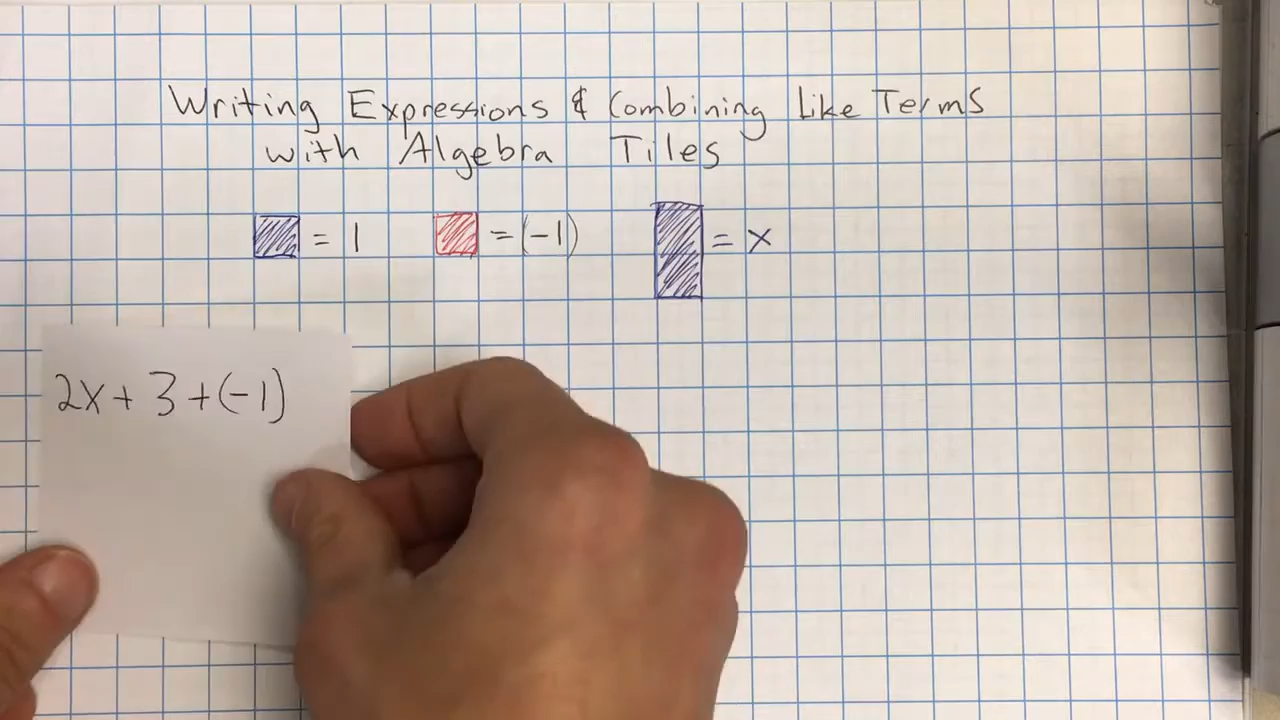 Writing Expressions & Combining Like Terms
with Algebra Tiles
= 1 = (-1) = x
2x + 3 + (-1)